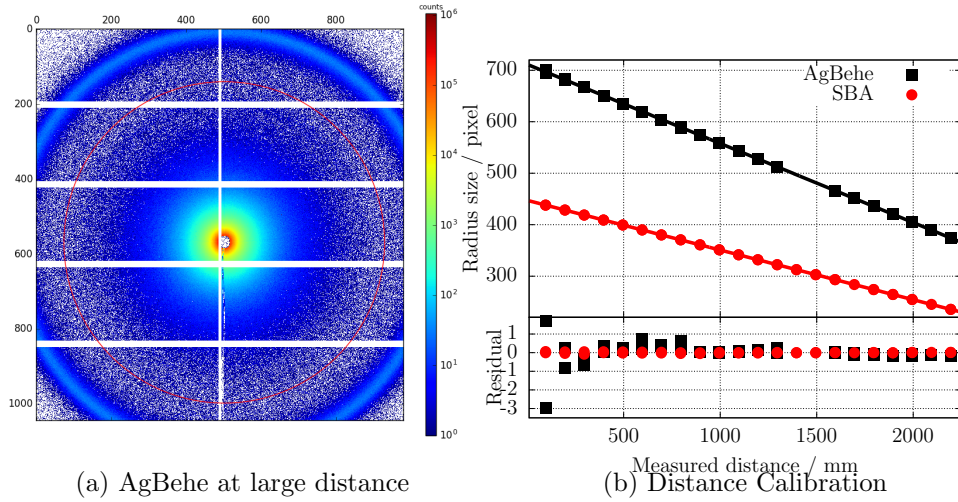 0 200 400 600 800
counts
0
200
400
600
800
1000
10^6
10^5
10^4
10^3
10^2
10^1
10^0
(a) AgBehe at large distance
AgBehe
SBA
Radius size / pixel
700
600
500
400
300
Residual
1
0
-1
-2
-3
500 1000 1500 2000
Measured distance / mm
(b) Distance Calibration